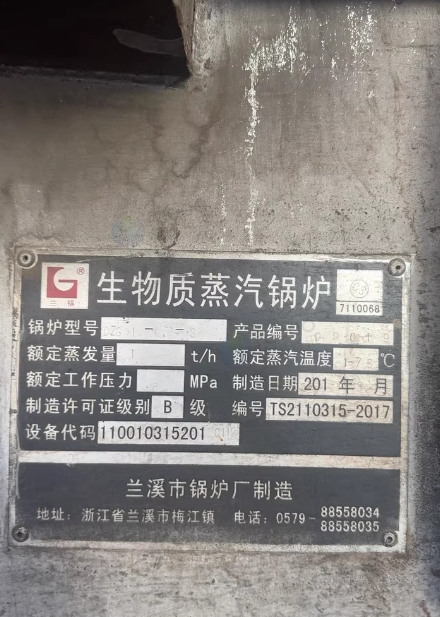 兰锅®
生物质蒸汽锅炉
7110068
锅炉型号 产品编号
额定蒸发量 t/h 额定蒸汽温度 ℃
额定工作压力 MPa 制造日期 201 年 月
制造许可证级别 B 级 编号 TS2110315-2017
设备代码 110010315201
兰溪市锅炉厂制造
地址:浙江省兰溪市梅江镇 电话:0579-88558034
88558035